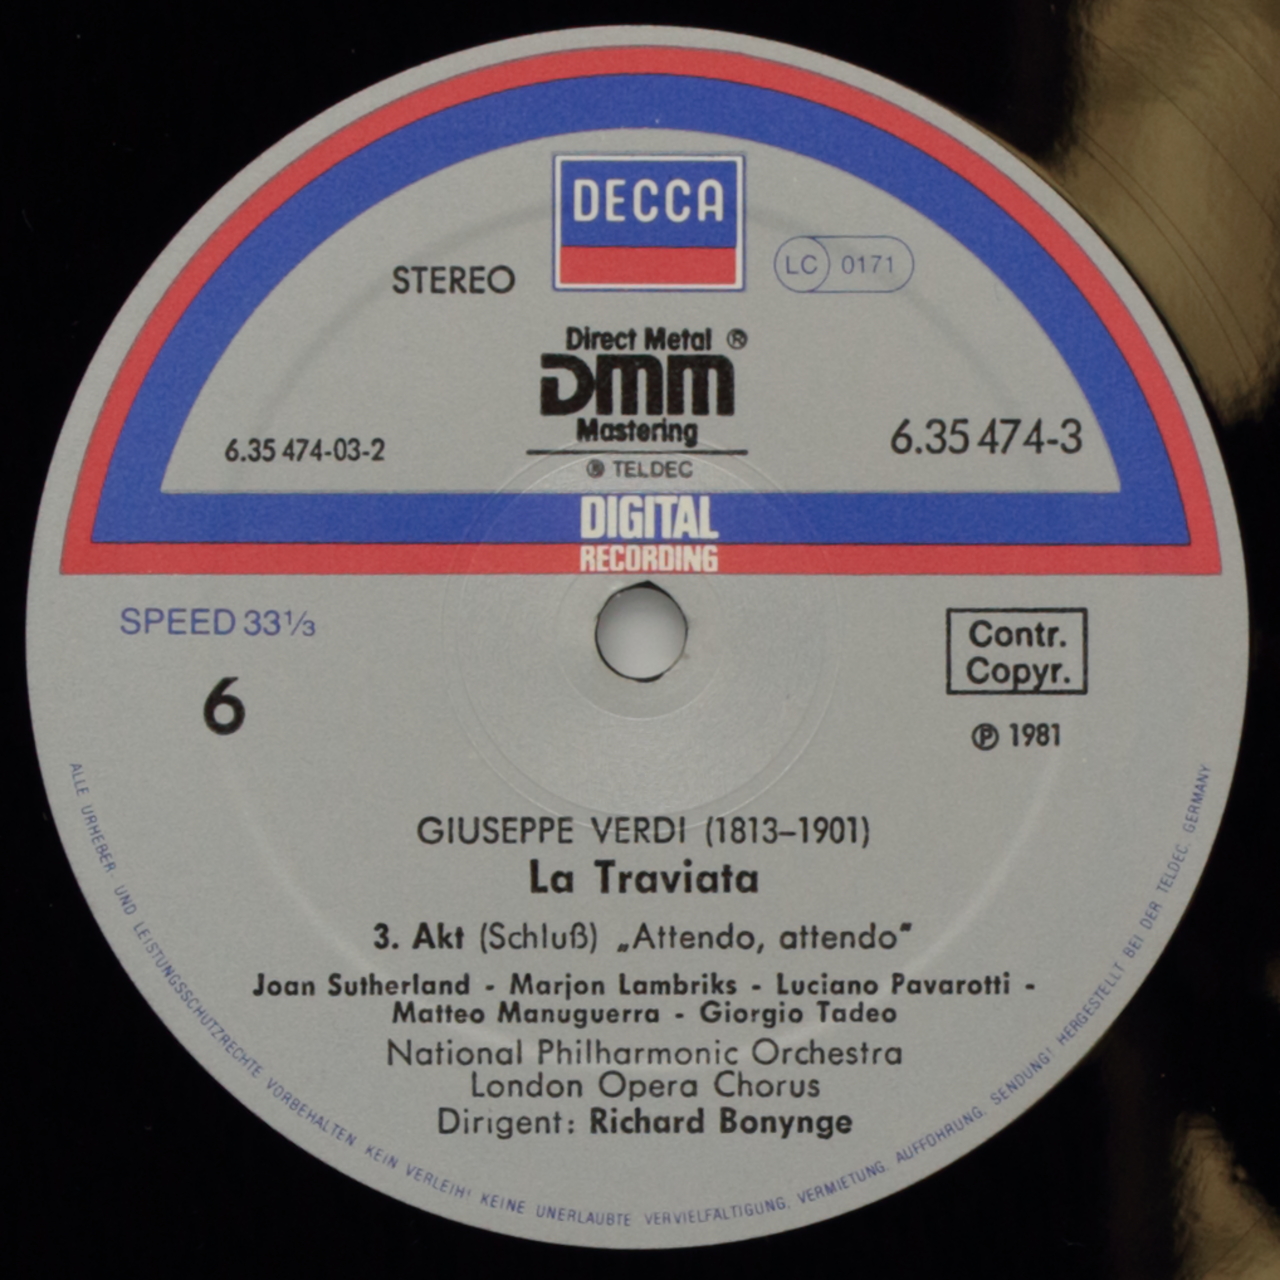 DECCA
STEREO
LC 0171
Direct Metal ®
DMM
Mastering
6.35 474-03-2
6.35 474-3
® TELDEC
DIGITAL
RECORDING
SPEED 33⅓
Contr.
Copyr.
6
℗ 1981
GIUSEPPE VERDI (1813–1901)
La Traviata
3. Akt (Schluß) „Attendo, attendo"
Joan Sutherland - Marjon Lambriks - Luciano Pavarotti -
Matteo Manuguerra - Giorgio Tadeo
National Philharmonic Orchestra
London Opera Chorus
Dirigent: Richard Bonynge
ALLE URHEBER- UND LEISTUNGSSCHUTZRECHTE VORBEHALTEN. KEIN VERLEIH! KEINE UNERLAUBTE VERVIELFÄLTIGUNG, VERMIETUNG, AUFFÜHRUNG, SENDUNG! HERGESTELLT BEI DER TELDEC, GERMANY